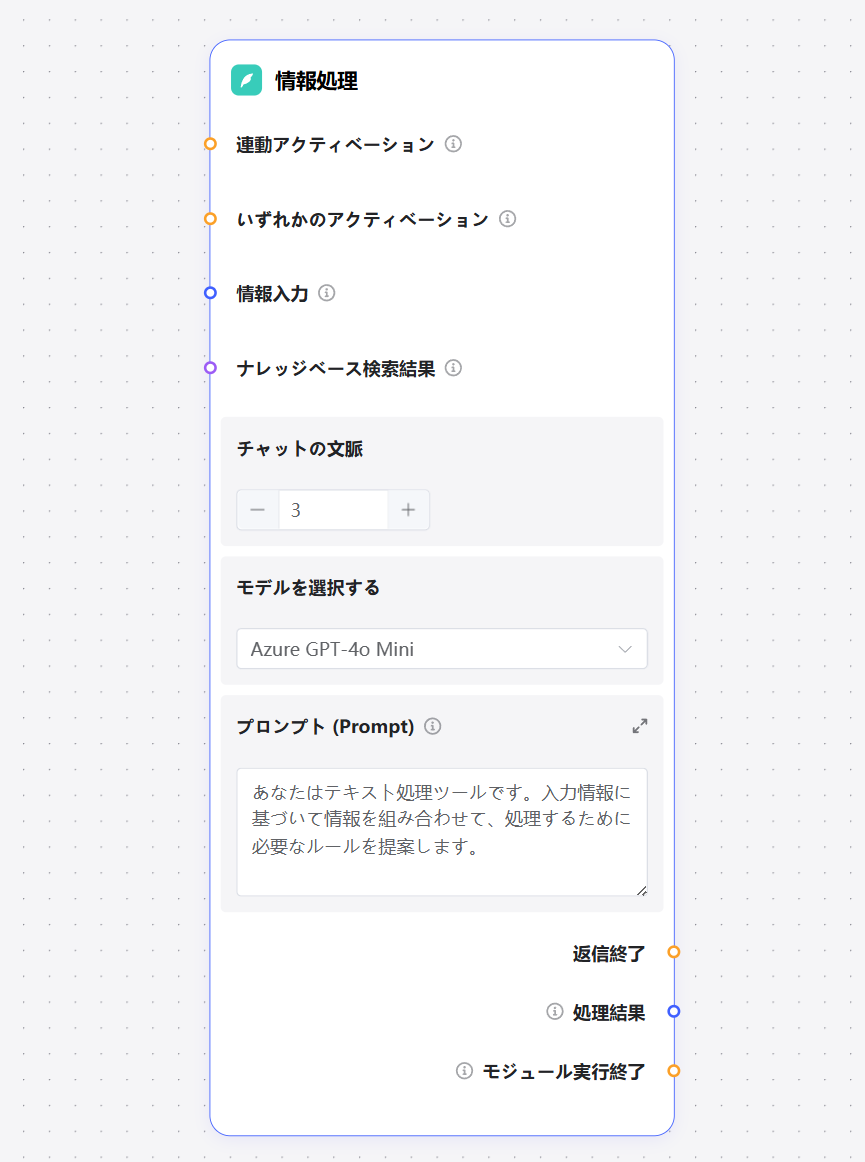 情報処理
連動アクティベーション
いずれかのアクティベーション
情報入力
ナレッジベース検索結果
チャットの文脈
3
モデルを選択する
Azure GPT-4o Mini
プロンプト (Prompt)
あなたはテキスト処理ツールです。入力情報に
基づいて情報を組み合わせて、処理するために
必要なルールを提案します。
返信終了
処理結果
モジュール実行終了